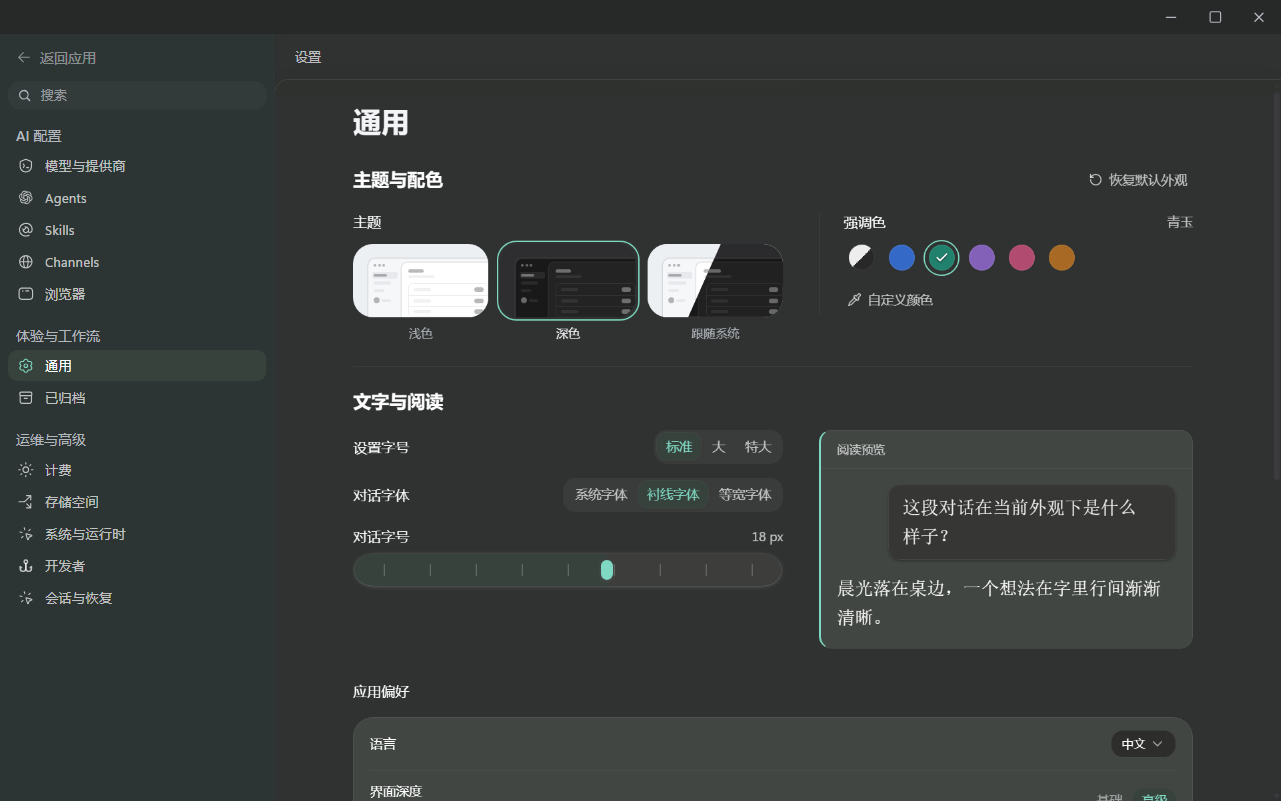 返回应用
搜索
AI 配置
模型与提供商
Agents
Skills
Channels
浏览器
体验与工作流
通用
已归档
运维与高级
计费
存储空间
系统与运行时
开发者
会话与恢复
设置
通用
主题与配色
恢复默认外观
主题
浅色
深色
跟随系统
强调色
青玉
自定义颜色
文字与阅读
设置字号
标准 大 特大
对话字体
系统字体 衬线字体 等宽字体
对话字号
18 px
阅读预览
这段对话在当前外观下是什么
样子？
晨光落在桌边，一个想法在字里行间渐渐
清晰。
应用偏好
语言
中文
界面深度
基础 高级